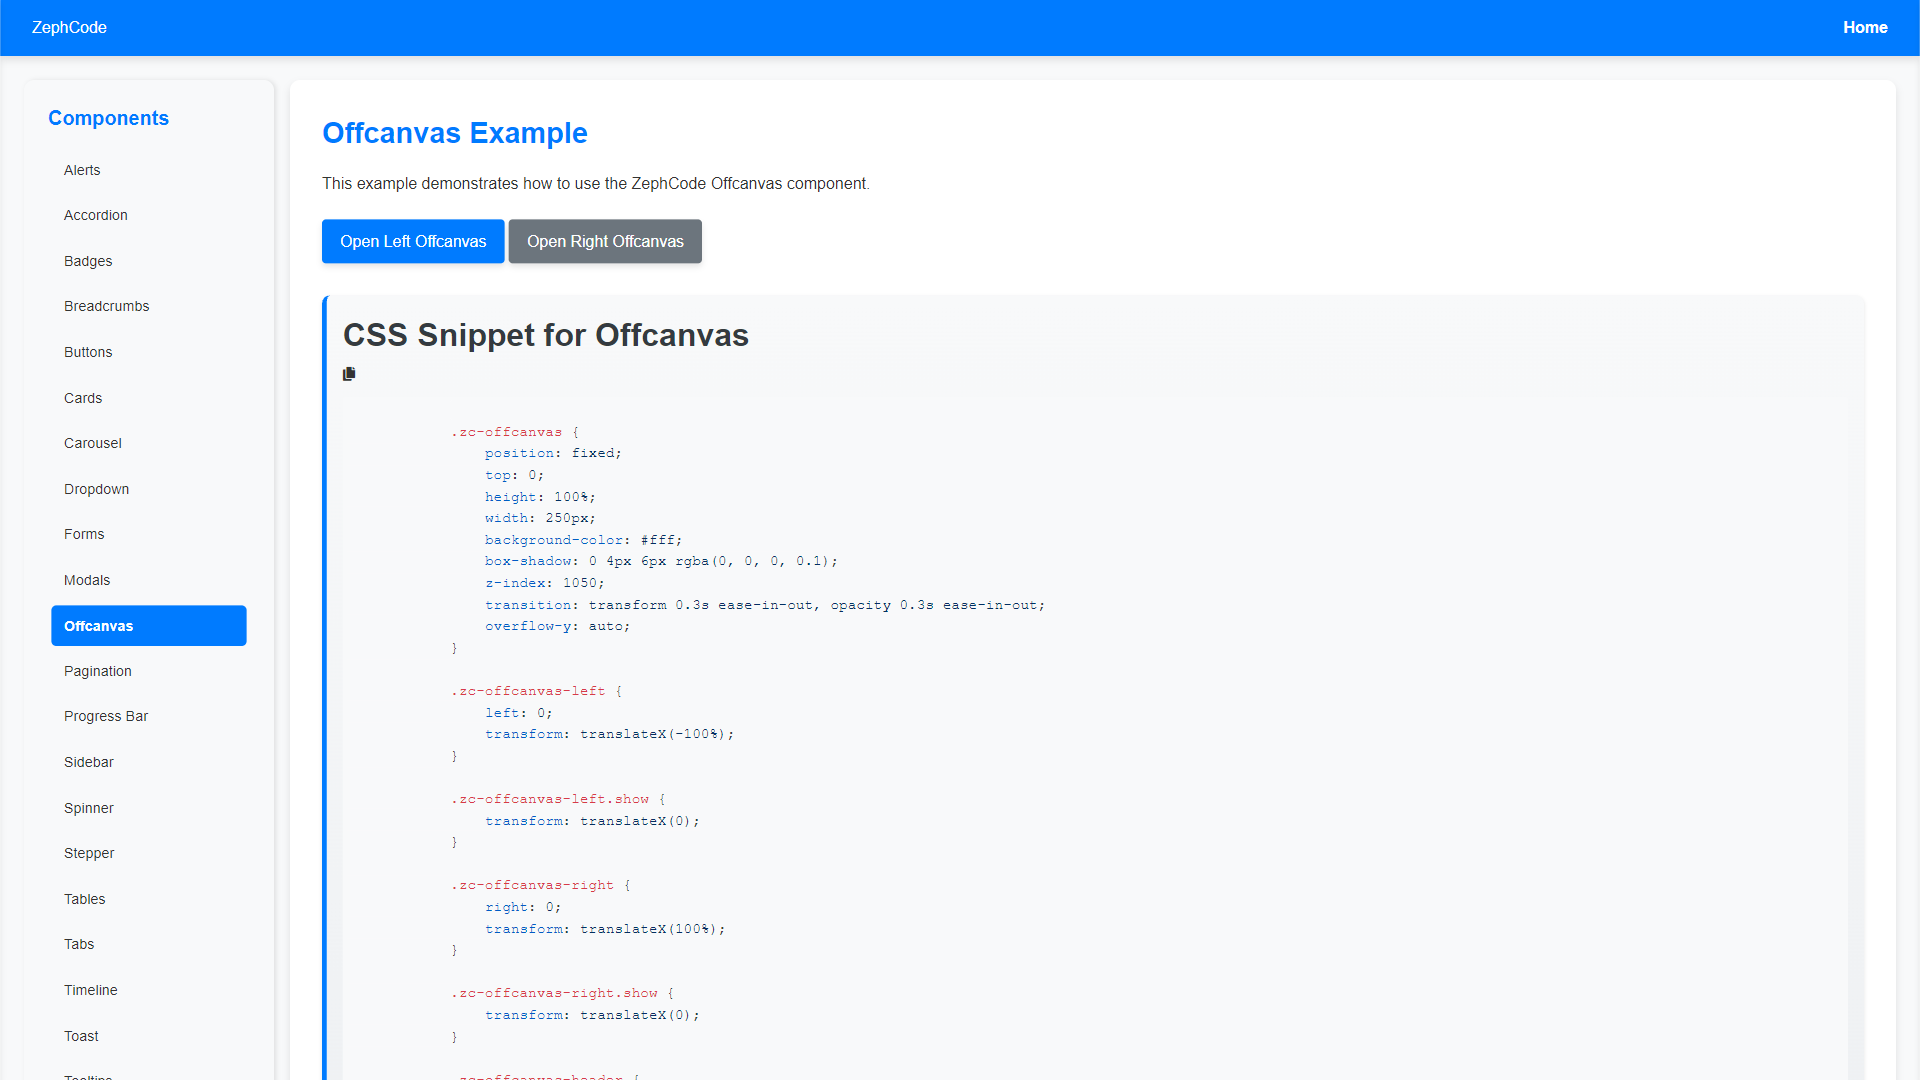 ZephCode
Home
Components
Alerts
Accordion
Badges
Breadcrumbs
Buttons
Cards
Carousel
Dropdown
Forms
Modals
Offcanvas
Pagination
Progress Bar
Sidebar
Spinner
Stepper
Tables
Tabs
Timeline
Toast
Tooltips
Offcanvas Example
This example demonstrates how to use the ZephCode Offcanvas component.
Open Left Offcanvas
Open Right Offcanvas
CSS Snippet for Offcanvas
.zc-offcanvas {
    position: fixed;
    top: 0;
    height: 100%;
    width: 250px;
    background-color: #fff;
    box-shadow: 0 4px 6px rgba(0, 0, 0, 0.1);
    z-index: 1050;
    transition: transform 0.3s ease-in-out, opacity 0.3s ease-in-out;
    overflow-y: auto;
}
.zc-offcanvas-left {
    left: 0;
    transform: translateX(-100%);
}
.zc-offcanvas-left.show {
    transform: translateX(0);
}
.zc-offcanvas-right {
    right: 0;
    transform: translateX(100%);
}
.zc-offcanvas-right.show {
    transform: translateX(0);
}
.zc-offcanvas-header {